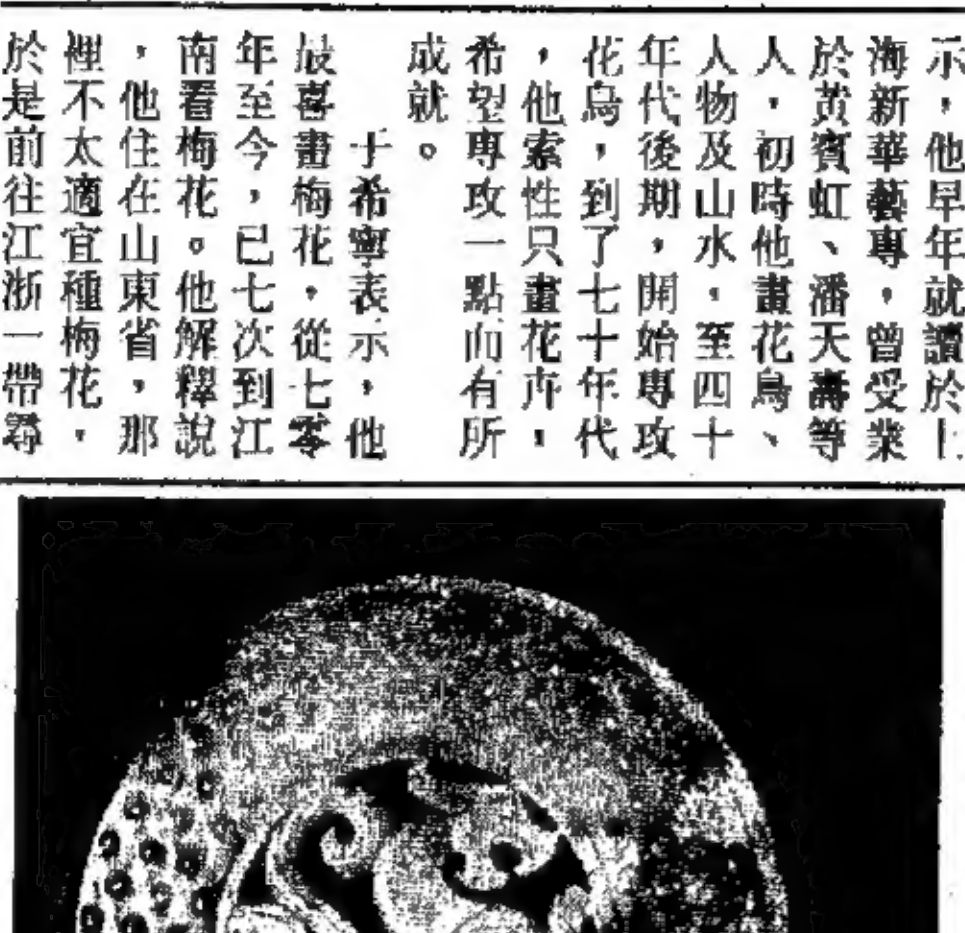 示，他早年就讀於上
海新華藝專，曾受業
於黃賓虹、潘天壽等
人，初時他畫花鳥、
人物及山水，至四十
年代後期，開始專攻
花鳥，到了七十年代
，他索性只畫花卉，
希望專攻一點而有所
成就。
于希寧表示，他
最喜畫梅花，從七零
年至今，已七次到江
南看梅花。他解釋說
，他住在山東省，那
裡不太適宜種梅花，
於是前往江浙一帶尋